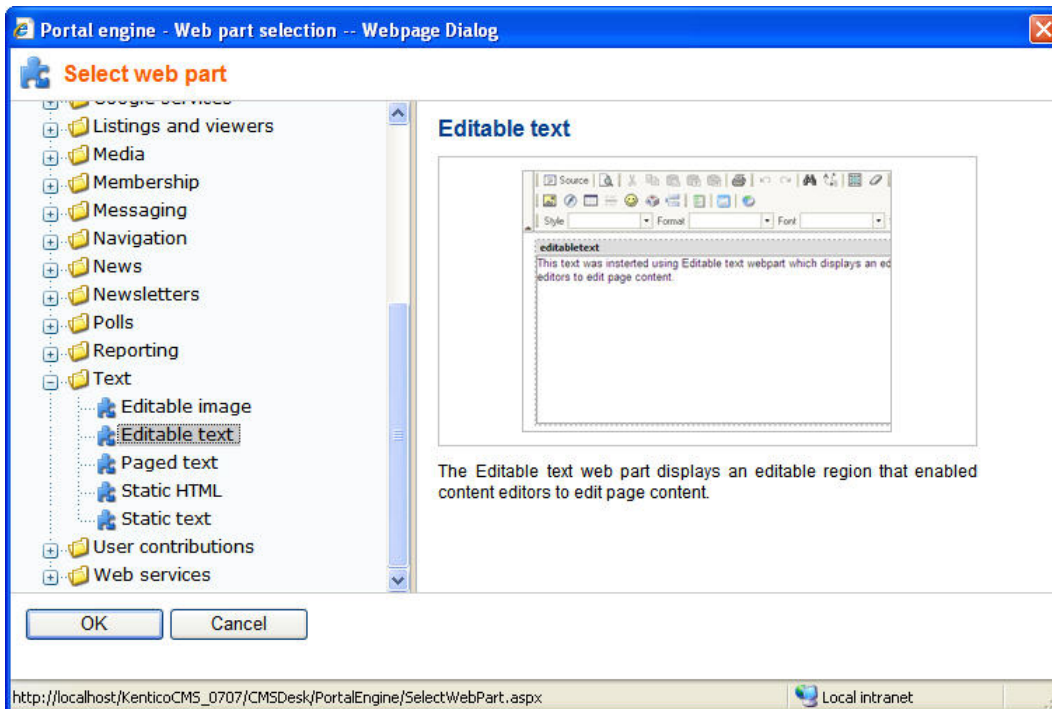 Portal engine - Web part selection -- Webpage Dialog
Select web part
Google services
Listings and viewers
Media
Membership
Messaging
Navigation
News
Newsletters
Polls
Reporting
Text
Editable image
Editable text
Paged text
Static HTML
Static text
User contributions
Web services
Editable text
Source
Style Format Font
editabletext
This text was insterted using Editable text webpart which displays an ed
editors to edit page content.
The Editable text web part displays an editable region that enabled
content editors to edit page content.
OK Cancel
http://localhost/KenticoCMS_0707/CMSDesk/PortalEngine/SelectWebPart.aspx Local intranet